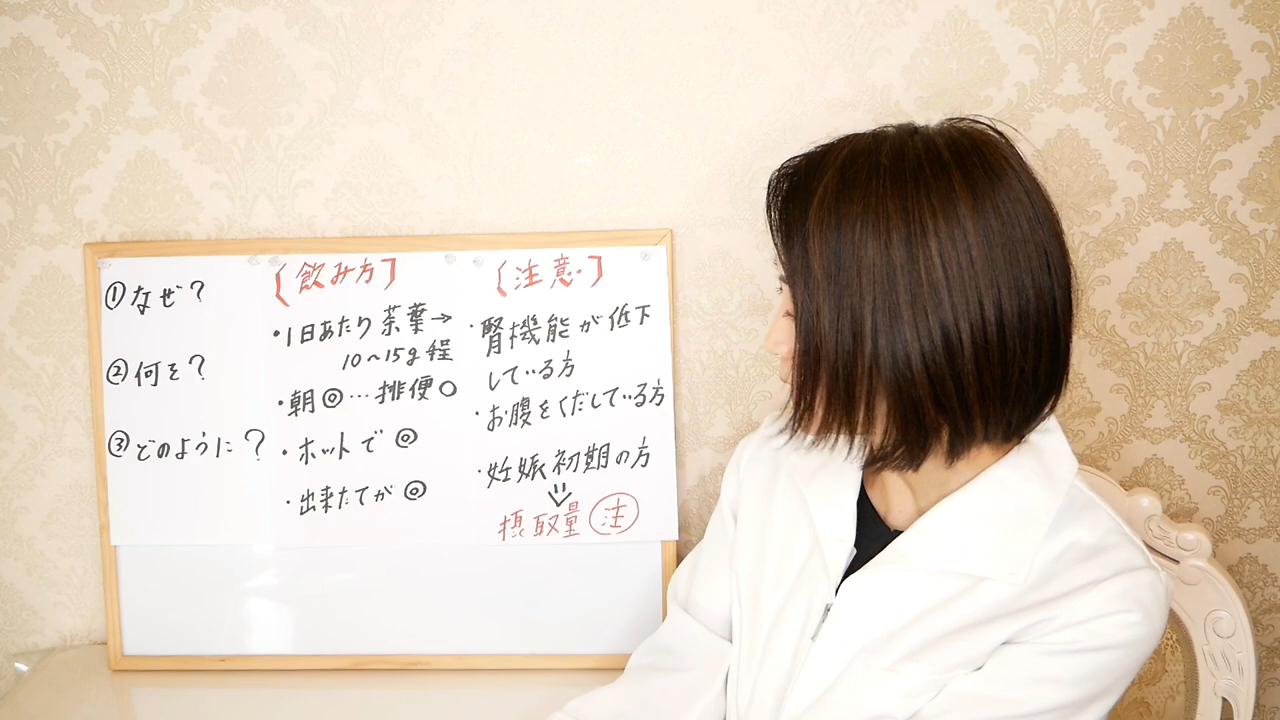 ①なぜ?
②何を?
③どのように?
〔飲み方〕
・1日あたり茶葉→
10〜15g程
・朝◎…排便○
・ホットで◎
・出来たてが◎
〔注意〕
・腎機能が低下
している方
・お腹をくだしている方
・妊娠初期の方
摂取量 注